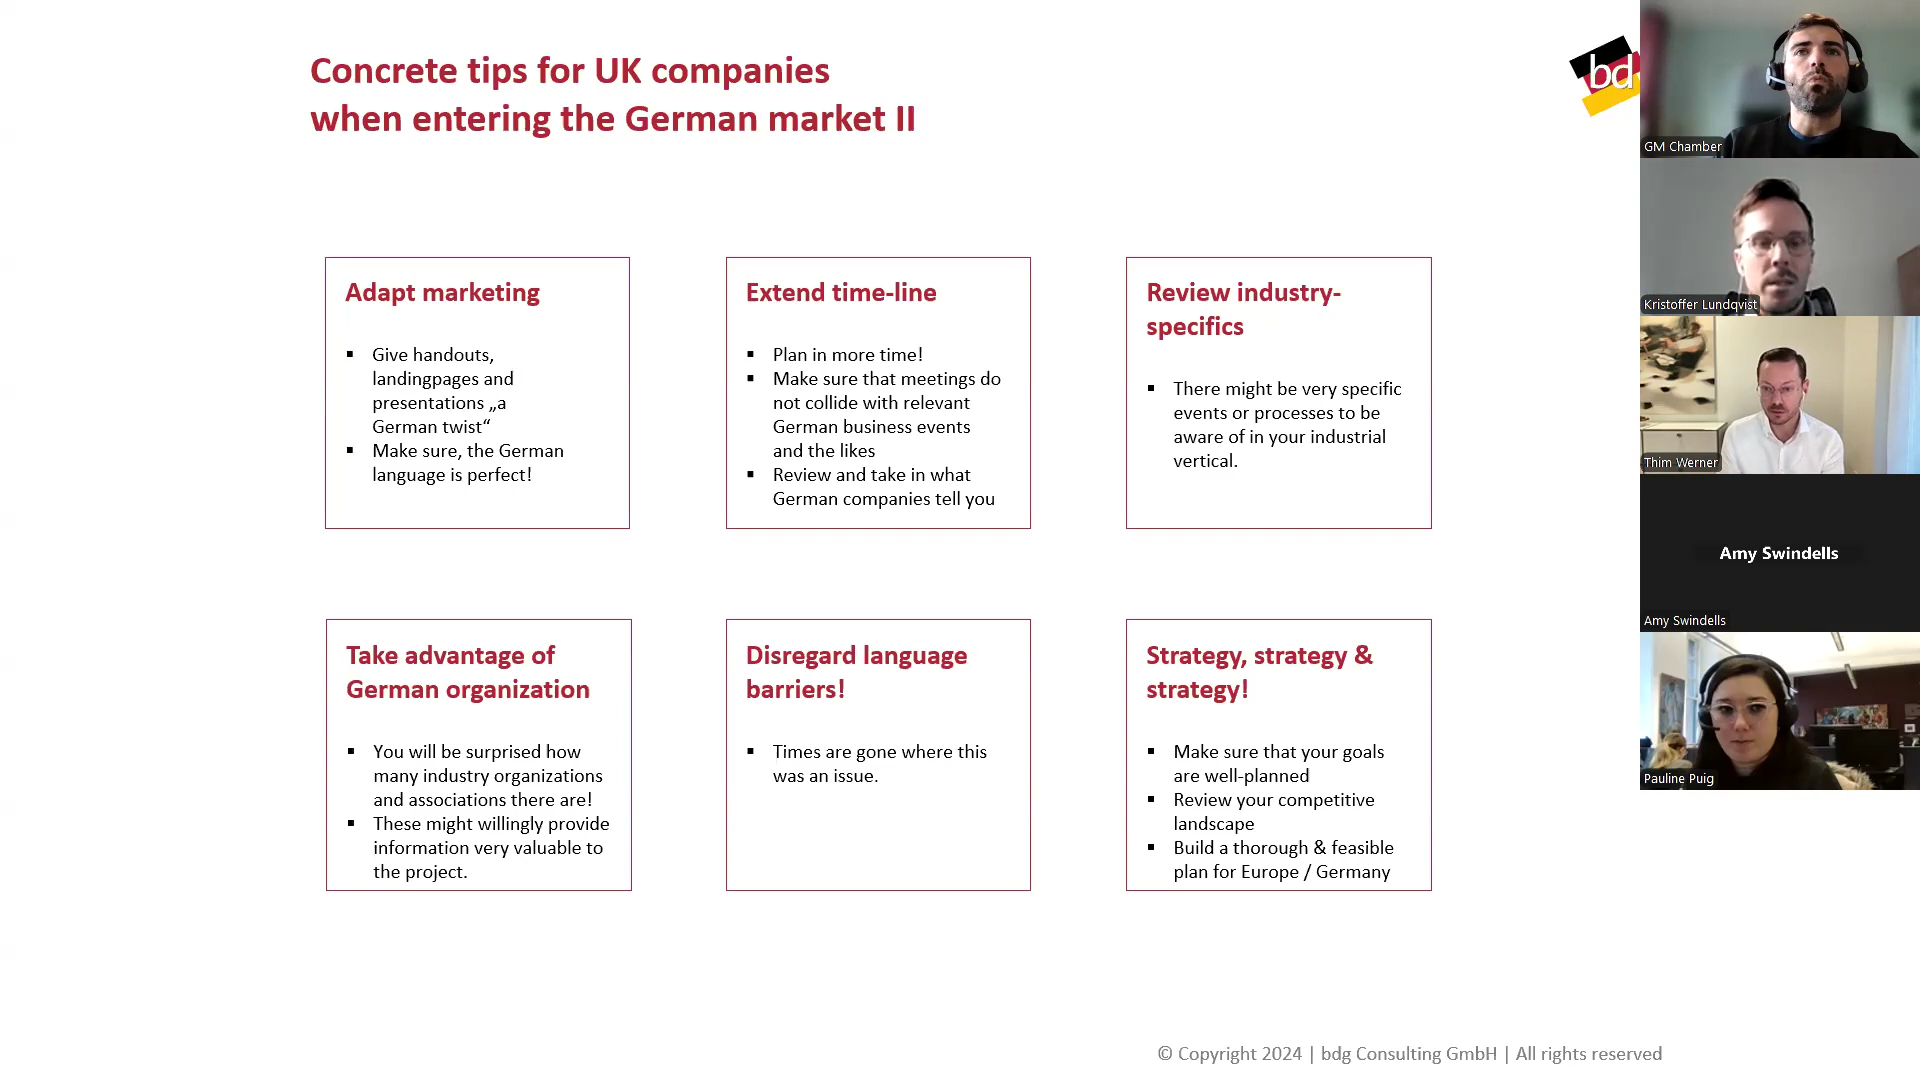 Concrete tips for UK companies
when entering the German market II
bd
Adapt marketing
▪ Give handouts,
landingpages and
presentations „a
German twist“
▪ Make sure, the German
language is perfect!
Extend time-line
▪ Plan in more time!
▪ Make sure that meetings do
not collide with relevant
German business events
and the likes
▪ Review and take in what
German companies tell you
Review industry-
specifics
▪ There might be very specific
events or processes to be
aware of in your industrial
vertical.
Take advantage of
German organization
▪ You will be surprised how
many industry organizations
and associations there are!
▪ These might willingly provide
information very valuable to
the project.
Disregard language
barriers!
▪ Times are gone where this
was an issue.
Strategy, strategy &
strategy!
▪ Make sure that your goals
are well-planned
▪ Review your competitive
landscape
▪ Build a thorough & feasible
plan for Europe / Germany
© Copyright 2024 | bdg Consulting GmbH | All rights reserved
GM Chamber
Kristoffer Lundqvist
Thim Werner
Amy Swindells
Amy Swindells
Pauline Puig